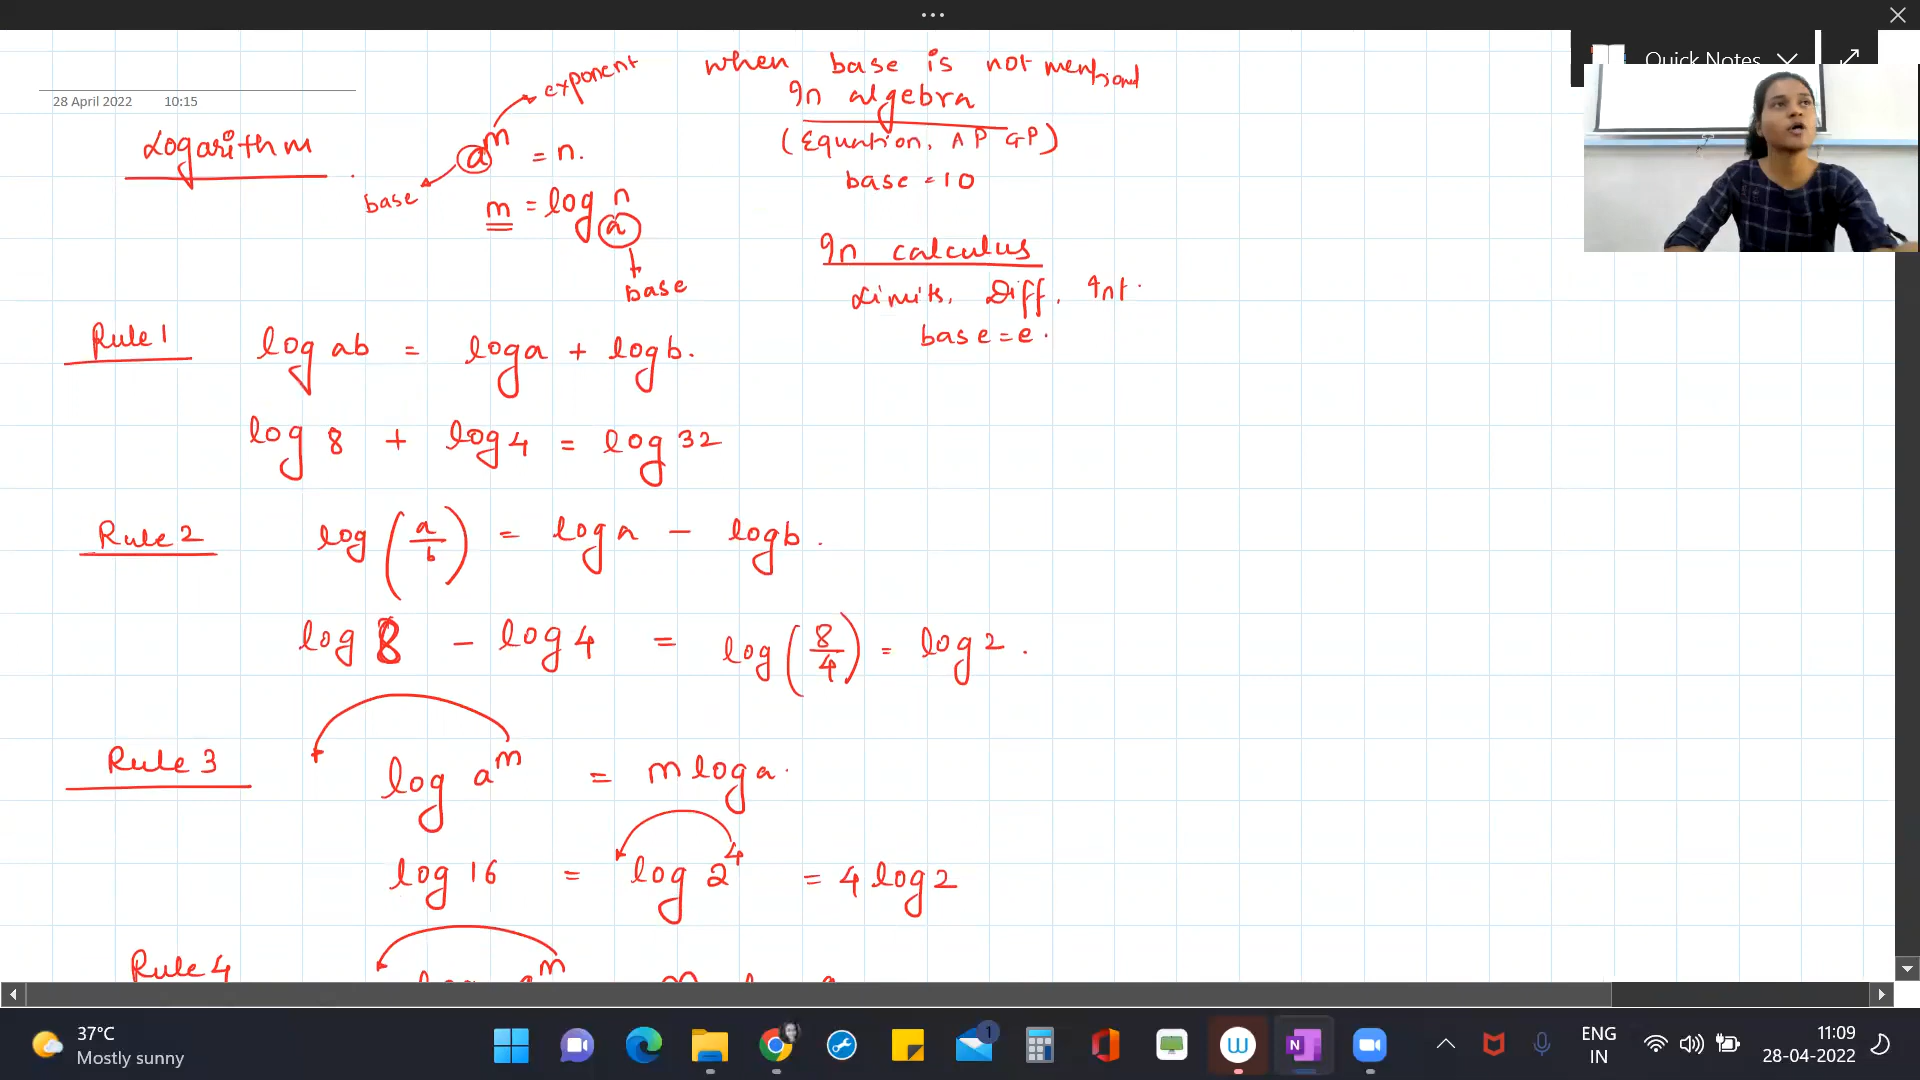 ...
Quick Notes
28 April 2022 10:15
Logarithm
a^m = n.
exponent
base
m = log_a n
base
when base is not mentioned
In algebra
(Equation, AP GP)
base = 10
In calculus
Limits, Diff, Int.
base = e.
Rule 1
log ab = log a + log b.
log 8 + log 4 = log 32
Rule 2
log (a/b) = log a - log b.
log 8 - log 4 = log (8/4) = log 2.
Rule 3
log a^m = m log a.
log 16 = log 2^4 = 4 log 2
Rule 4
37°C
Mostly sunny
1
ENG
IN
11:09
28-04-2022